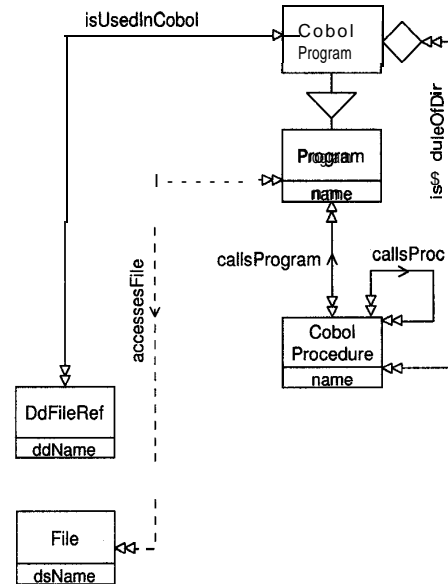 isUsedInCobol
Cobol
Program
Program
name
callsProgram
callsProc
accessesFile
Cobol
Procedure
name
DdFileRef
ddName
File
dsName